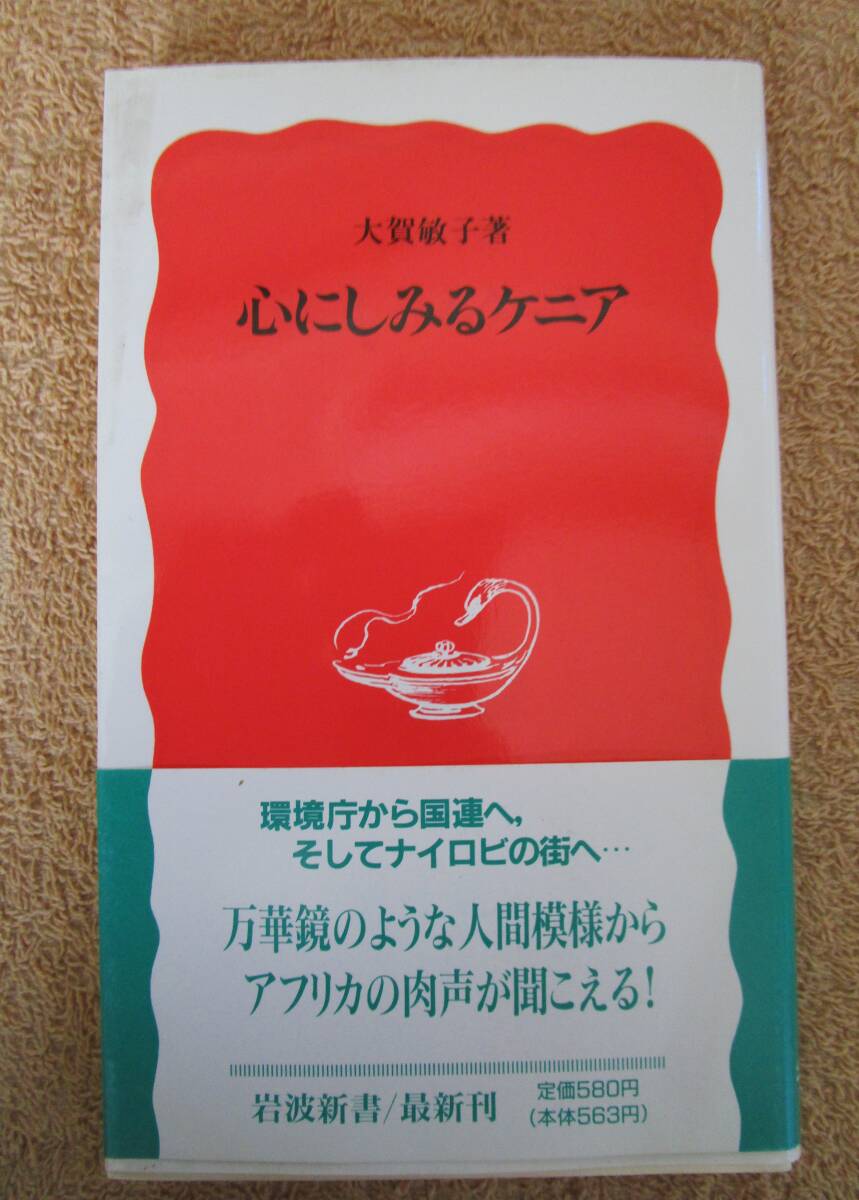 大賀敏子著
心にしみるケニア
環境庁から国連へ,
そしてナイロビの街へ…
万華鏡のような人間模様から
アフリカの肉声が聞こえる!
岩波新書/最新刊
定価580円
(本体563円)